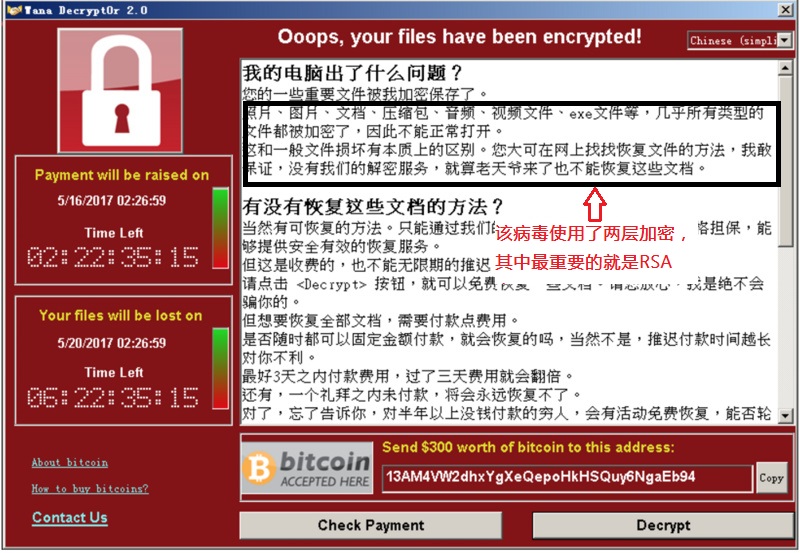 Wana Decrypt0r 2.0
Ooops, your files have been encrypted!
Chinese (simpli
Payment will be raised on
5/16/2017 02:26:59
Time Left
02:22:35:15
Your files will be lost on
5/20/2017 02:26:59
Time Left
06:22:35:15
About bitcoin
How to buy bitcoins?
Contact Us
我的电脑出了什么问题？
您的一些重要文件被我加密保存了。
照片、图片、文档、压缩包、音频、视频文件、exe文件等，几乎所有类型的
文件都被加密了，因此不能正常打开。
这和一般文件损坏有本质上的区别。您大可在网上找找恢复文件的方法，我敢
保证，没有我们的解密服务，就算老天爷来了也不能恢复这些文档。
有没有恢复这些文档的方法？
当然有可恢复的方法。只能通过我们的
格担保，能
够提供安全有效的恢复服务。
但这是收费的，也不能无限期的推迟
请点击 <Decrypt> 按钮，就可以免费恢复一些文档。请您放心，我是绝不会
骗你的。
但想要恢复全部文档，需要付款点费用。
是否随时都可以固定金额付款，就会恢复的吗，当然不是，推迟付款时间越长
对你不利。
最好3天之内付款费用，过了三天费用就会翻倍。
还有，一个礼拜之内未付款，将会永远恢复不了。
对了，忘了告诉你，对半年以上没钱付款的穷人，会有活动免费恢复，能否轮
该病毒使用了两层加密，
其中最重要的就是RSA
bitcoin
ACCEPTED HERE
Send $300 worth of bitcoin to this address:
13AM4VW2dhxYgXeQepoHkHSQuy6NgaEb94
Copy
Check Payment
Decrypt